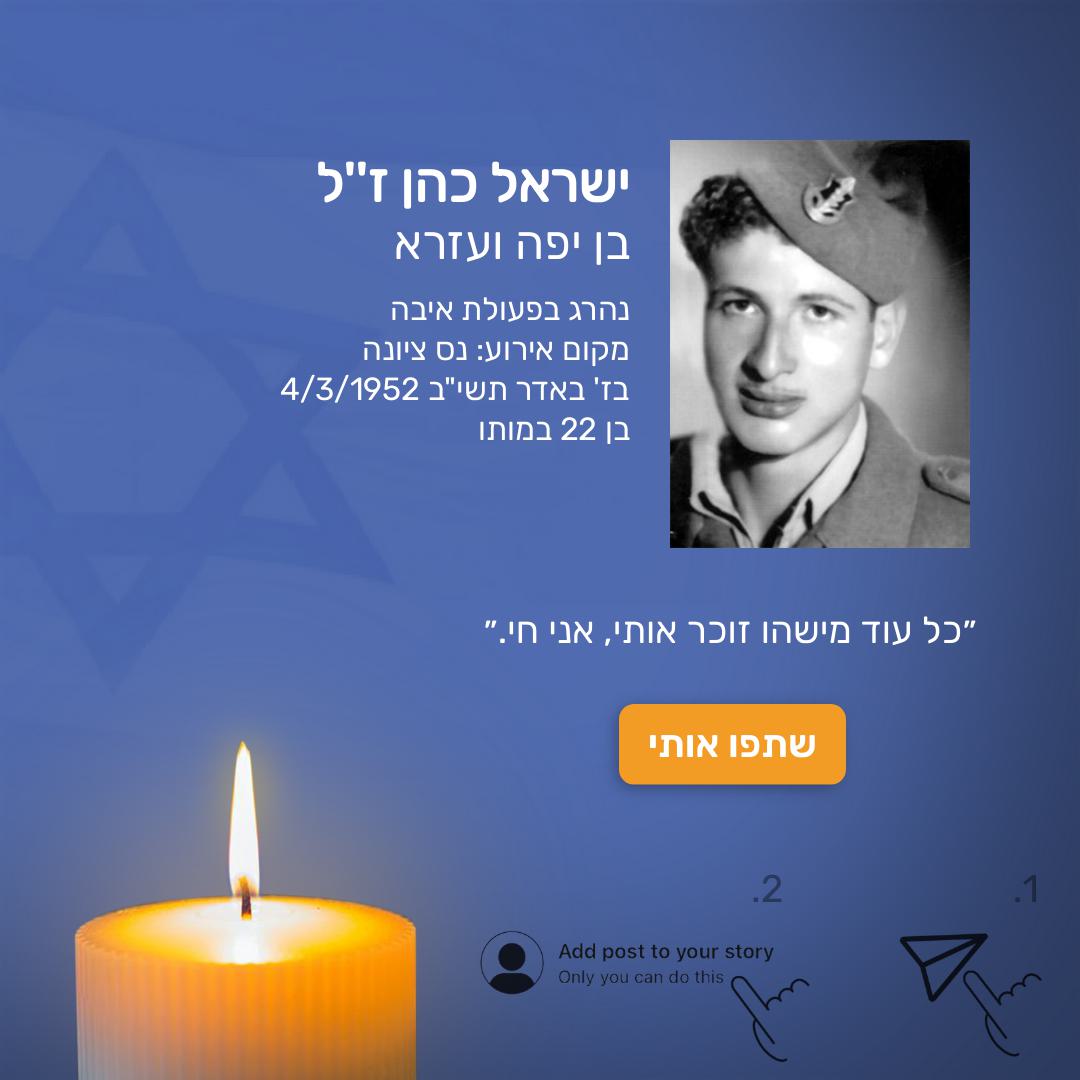 ישראל כהן ז"ל
בן יפה ועזרא
נהרג בפעולת איבה
מקום אירוע: נס ציונה
בז' באדר תשי"ב 4/3/1952
בן 22 במותו
״כל עוד מישהו זוכר אותי, אני חי.״
שתפו אותי
1.
2.
Add post to your story
Only you can do this